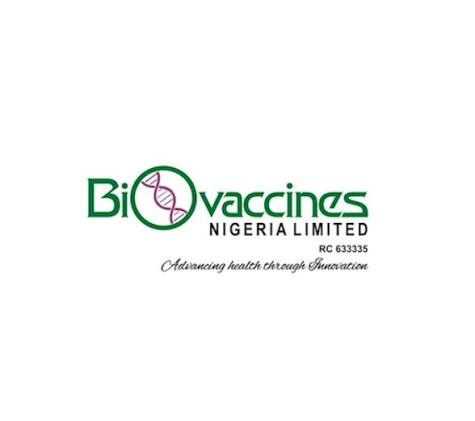 BiOvaccines
NIGERIA LIMITED
RC 633335
Advancing health through Innovation